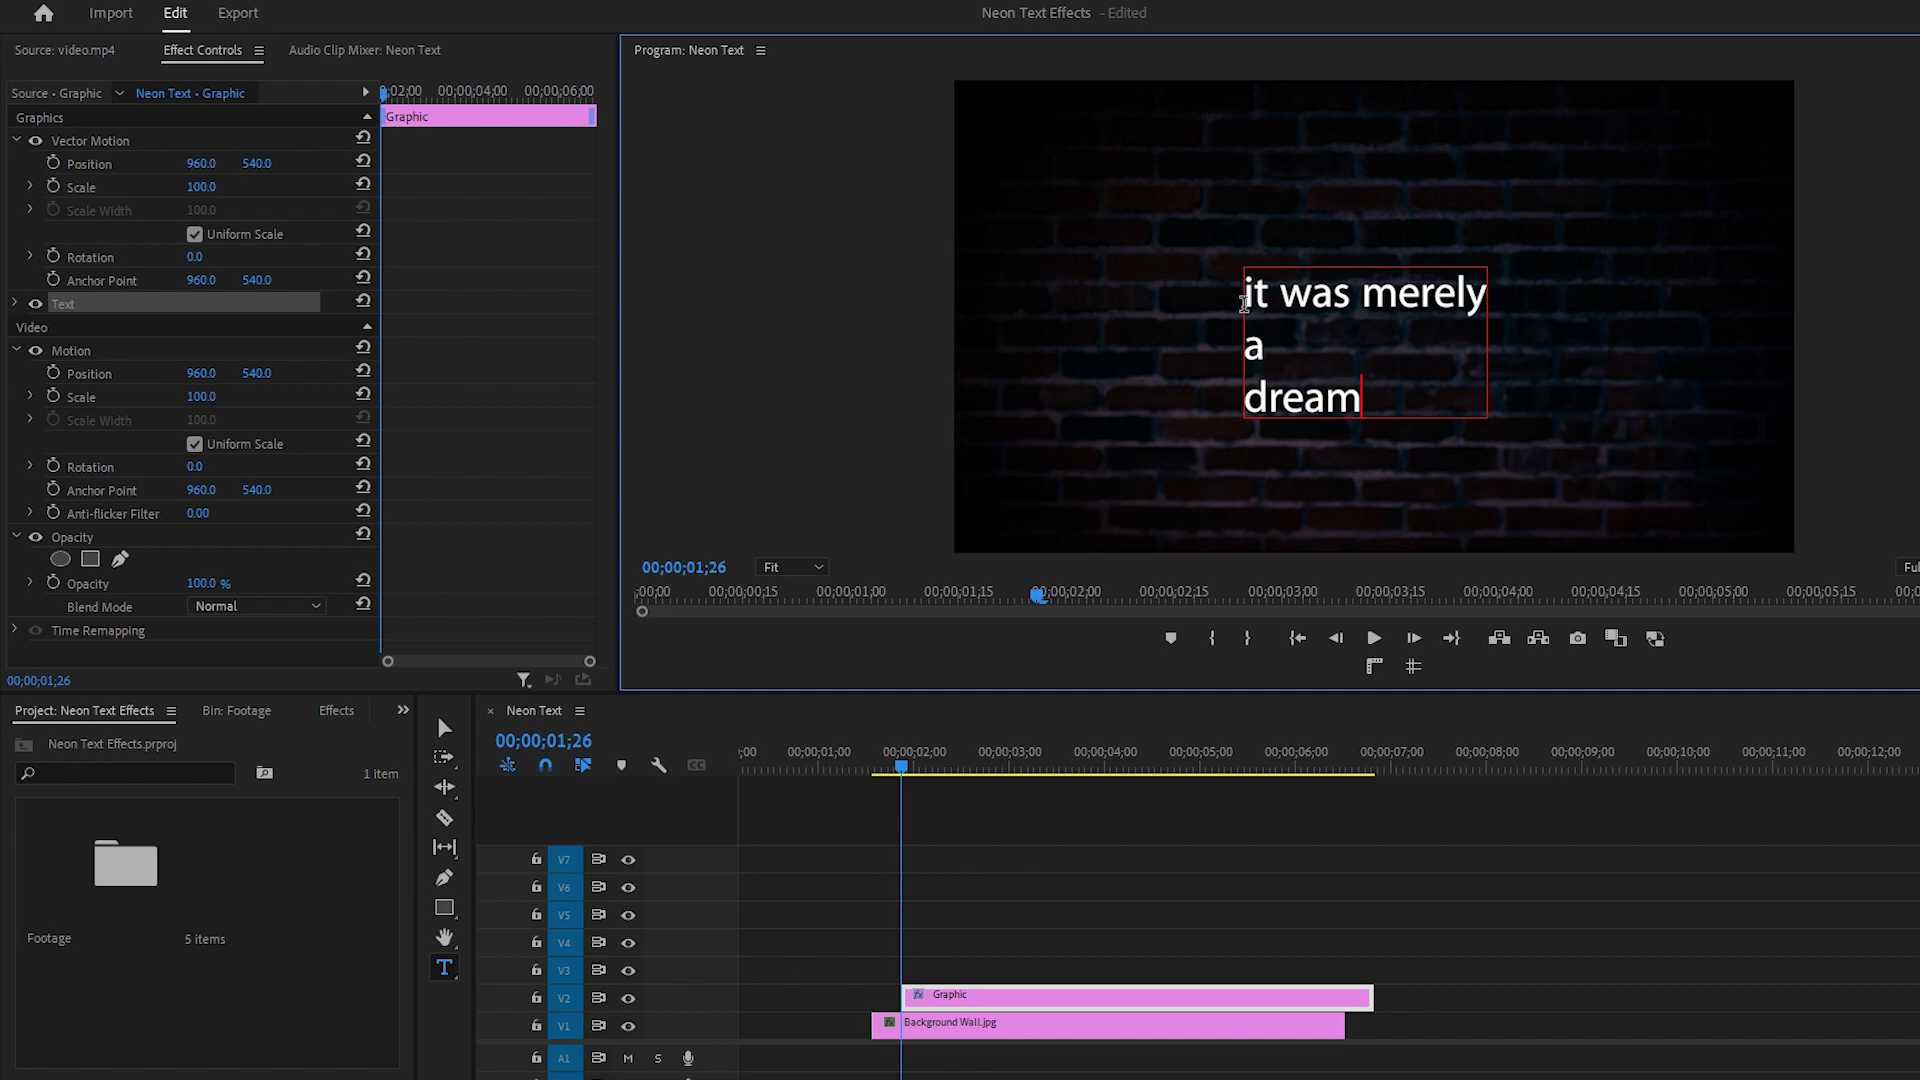 Import Edit Export Neon Text Effects - Edited
Source: video.mp4 Effect Controls Audio Clip Mixer: Neon Text
Program: Neon Text
Source • Graphic Neon Text • Graphic ;02;00 00;00;04;00 00;00;06;00
Graphics Graphic
Vector Motion
Position 960.0 540.0
Scale 100.0
Scale Width 100.0
Uniform Scale
Rotation 0.0
Anchor Point 960.0 540.0
Text
Video
Motion
Position 960.0 540.0
Scale 100.0
Scale Width 100.0
Uniform Scale
Rotation 0.0
Anchor Point 960.0 540.0
Anti-flicker Filter 0.00
Opacity
Opacity 100.0 %
Blend Mode Normal
Time Remapping
00;00;01;26
it was merely
a
dream
00;00;01;26 Fit Ful
;00;00 00;00;00;15 00;00;01;00 00;00;01;15 00;00;02;00 00;00;02;15 00;00;03;00 00;00;03;15 00;00;04;00 00;00;04;15 00;00;05;00 00;00;05;15 00;0
Project: Neon Text Effects Bin: Footage Effects
Neon Text Effects.prproj
1 item
Footage 5 items
× Neon Text
00;00;01;26
;00;00 00;00;01;00 00;00;02;00 00;00;03;00 00;00;04;00 00;00;05;00 00;00;06;00 00;00;07;00 00;00;08;00 00;00;09;00 00;00;10;00 00;00;11;00 00;00;12;00
CC
V7
V6
V5
V4
V3
V2 fx Graphic
V1 fx Background Wall.jpg
A1 M S
T